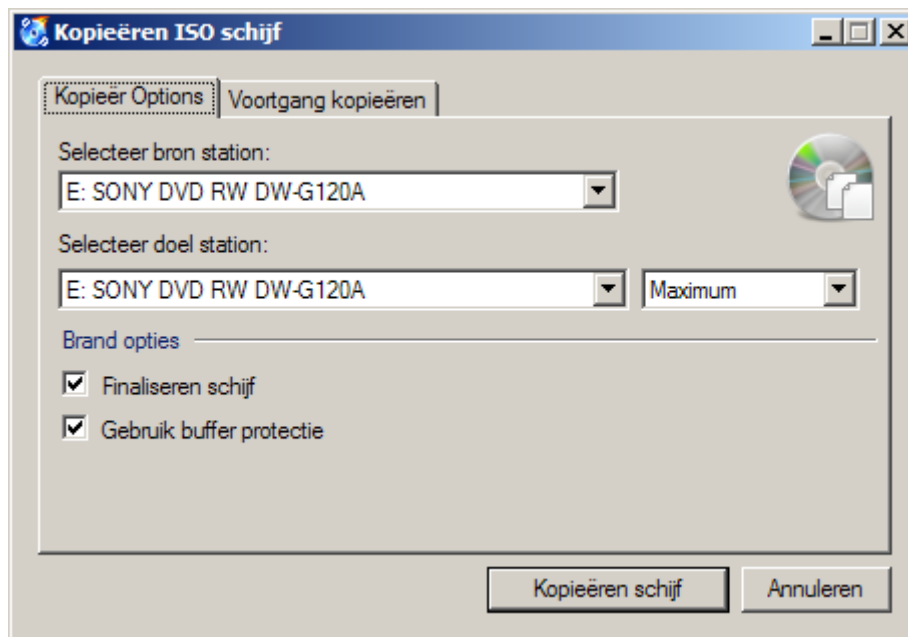 Kopieëren ISO schijf
Kopieër Options
Voortgang kopieëren
Selecteer bron station:
E: SONY DVD RW DW-G120A
Selecteer doel station:
E: SONY DVD RW DW-G120A
Maximum
Brand opties
Finaliseren schijf
Gebruik buffer protectie
Kopieëren schijf
Annuleren